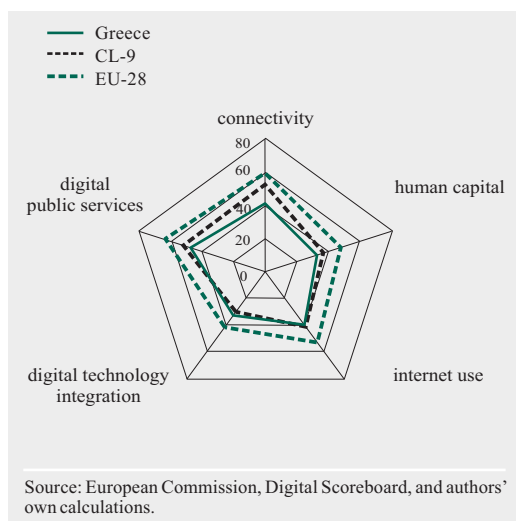 Greece
CL-9
EU-28
connectivity
80
60
40
20
0
human capital
digital
public services
digital technology
integration
internet use
Source: European Commission, Digital Scoreboard, and authors’
own calculations.